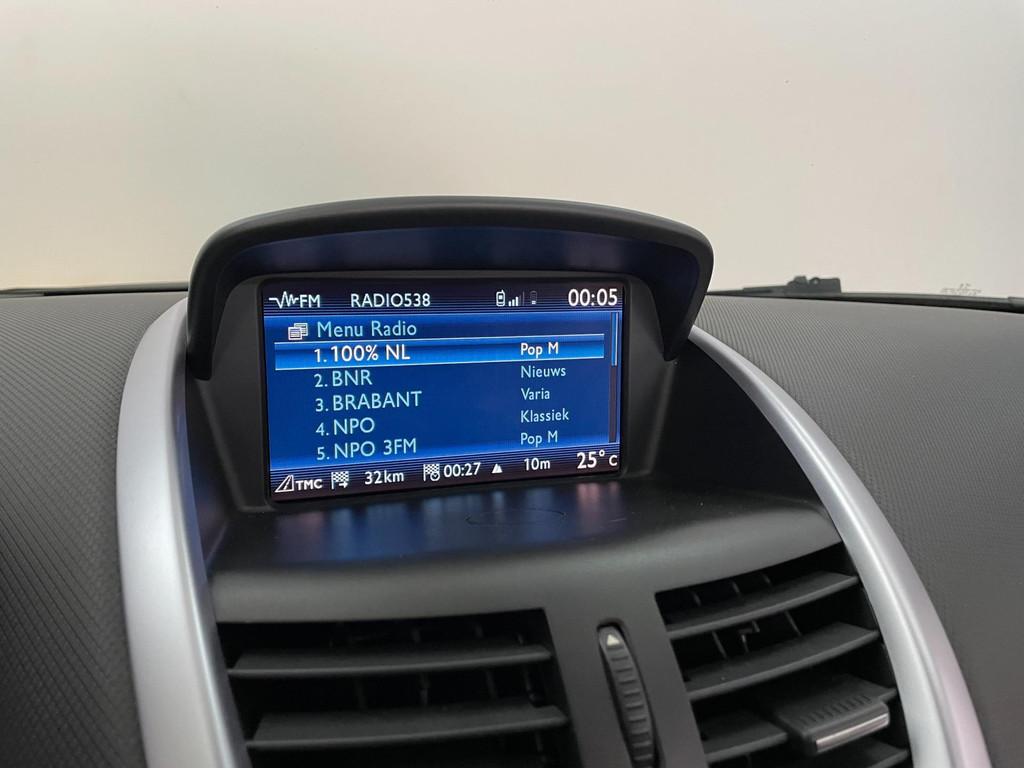 FM RADIO538 00:05
Menu Radio
1. 100% NL Pop M
2. BNR Nieuws
3. BRABANT Varia
4. NPO Klassiek
5. NPO 3FM Pop M
TMC 32km 00:27 10m 25° C